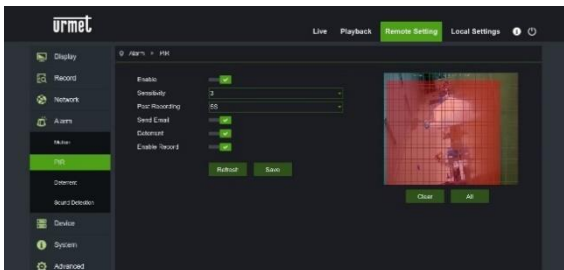 urmet
Live Playback Remote Setting Local Settings
Display
Record
Network
Alarm
Motion
PIR
Deterrent
Sound Detection
Device
System
Advanced
Alarm > PIR
Enable
Sensitivity 3
Post Recording
Send Email
Deterrent
Enable Record
Refresh Save
Clear All